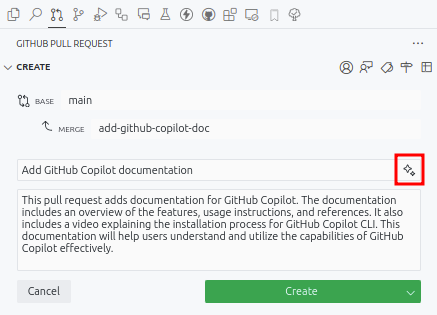 GITHUB PULL REQUEST
CREATE
BASE main
MERGE add-github-copilot-doc
Add GitHub Copilot documentation
This pull request adds documentation for GitHub Copilot. The documentation
includes an overview of the features, usage instructions, and references. It also
includes a video explaining the installation process for GitHub Copilot CLI. This
documentation will help users understand and utilize the capabilities of GitHub
Copilot effectively.
Cancel Create